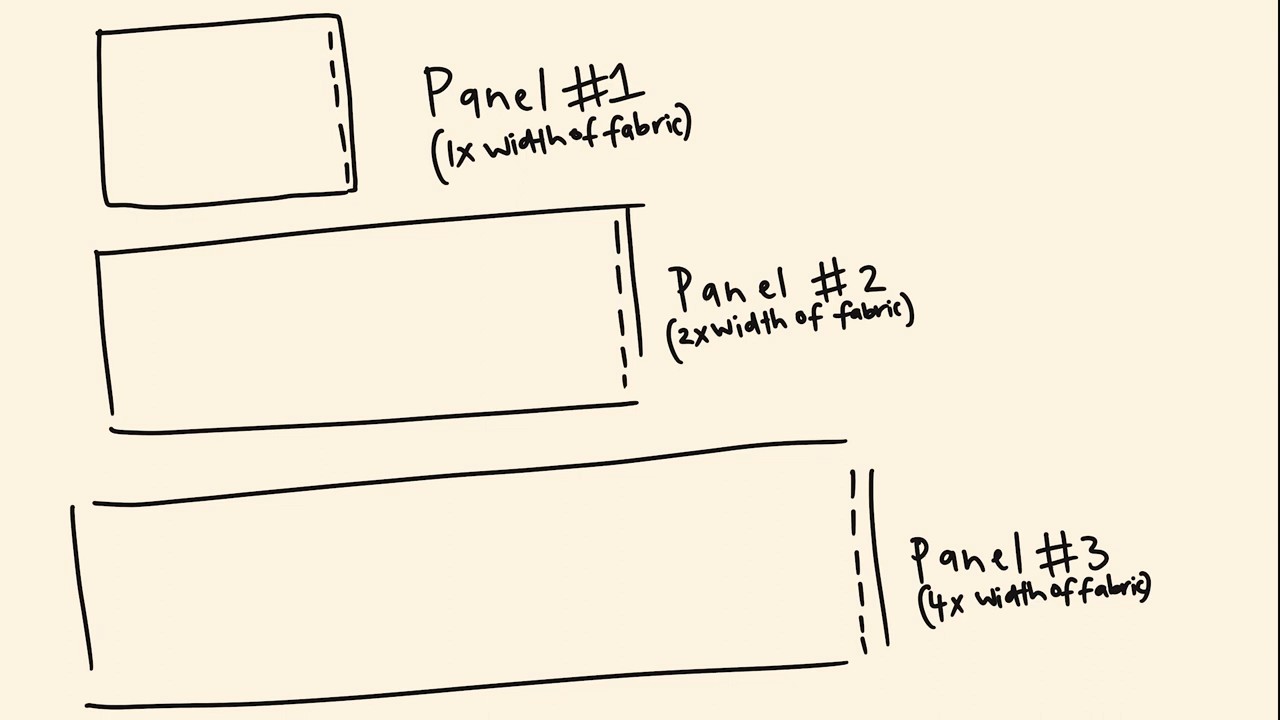 Panel #1
(1x width of fabric)
Panel #2
(2x width of fabric)
Panel #3
(4x width of fabric)